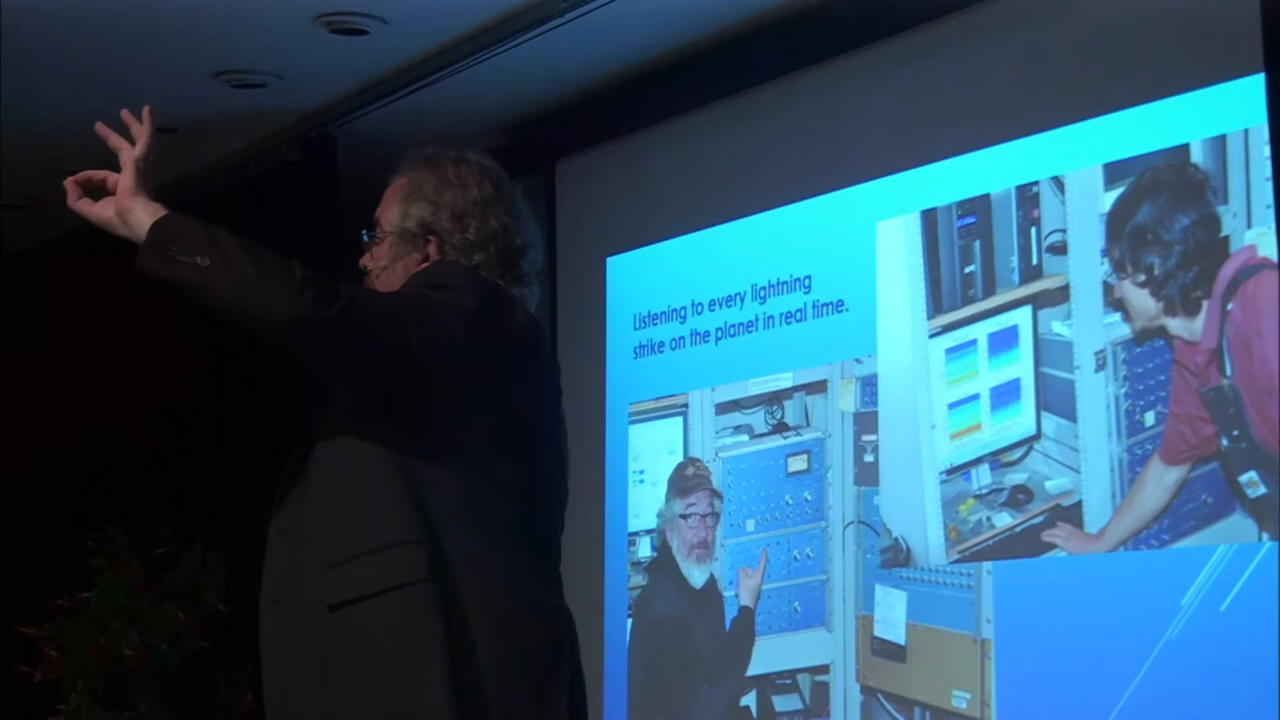 Listening to every lightning
strike on the planet in real time.